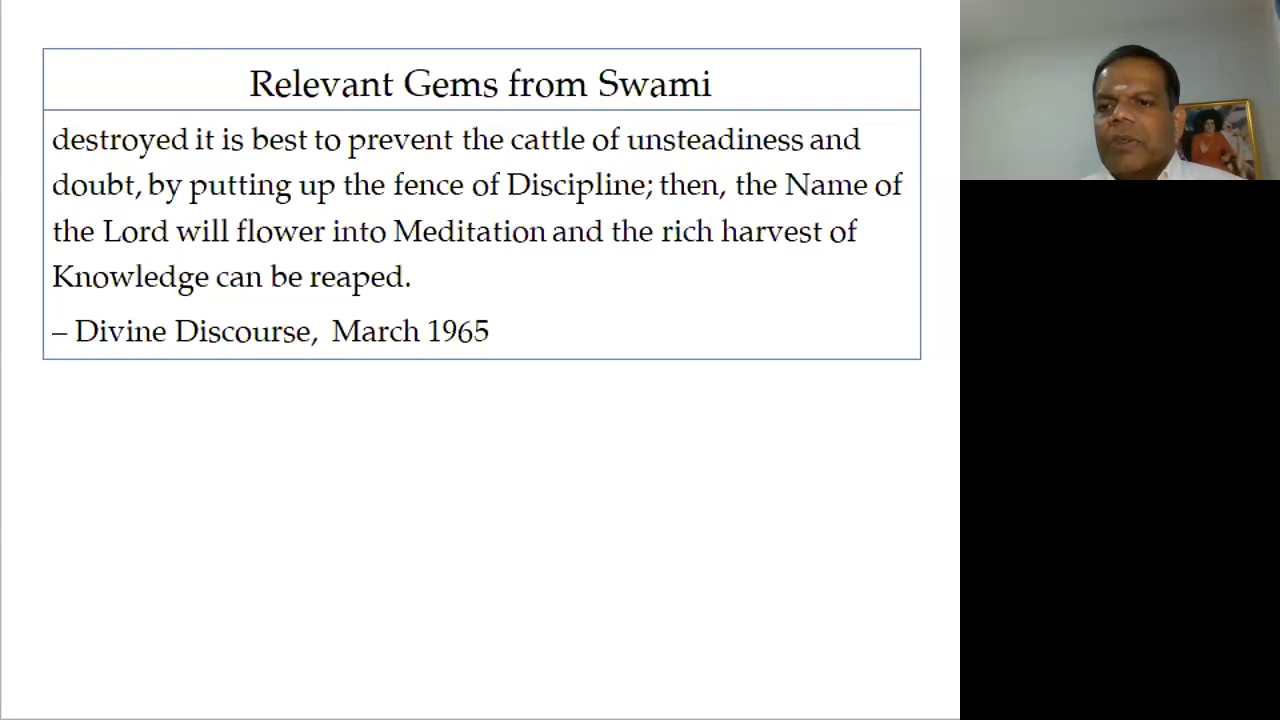 Relevant Gems from Swami
destroyed it is best to prevent the cattle of unsteadiness and
doubt, by putting up the fence of Discipline; then, the Name of
the Lord will flower into Meditation and the rich harvest of
Knowledge can be reaped.
– Divine Discourse, March 1965